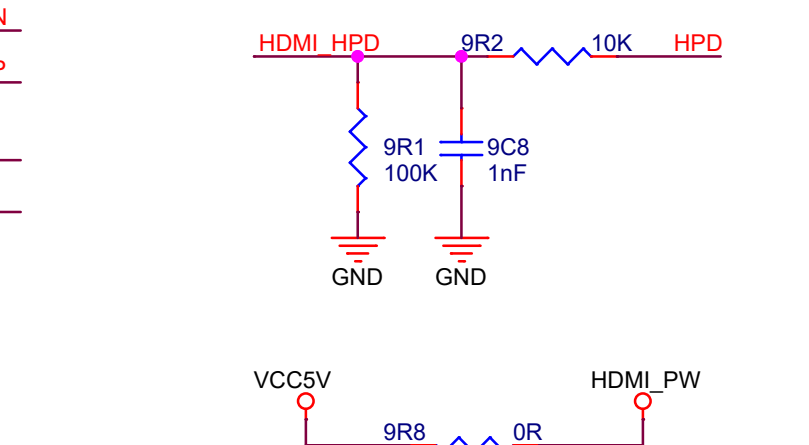 N
HDMI_HPD 9R2 10K HPD
P
9R1 9C8
100K 1nF
GND GND
VCC5V HDMI_PW
9R8 0R